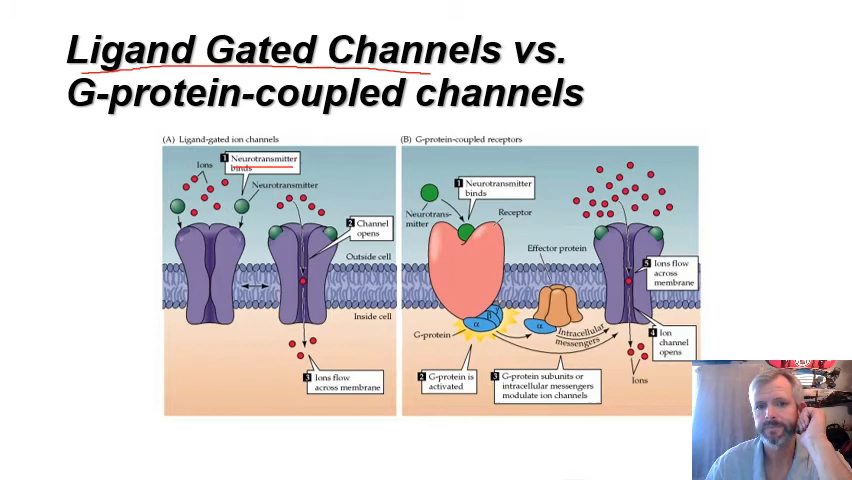 Ligand Gated Channels vs.
G-protein-coupled channels
(A) Ligand-gated ion channels
1 Neurotransmitter
binds
Ions
Neurotransmitter
2 Channel
opens
Outside cell
Inside cell
3 Ions flow
across membrane
(B) G-protein-coupled receptors
1 Neurotransmitter
binds
Neurotrans-
mitter
Receptor
Effector protein
5 Ions flow
across
membrane
β
γ
α
α
G-protein
Intracellular
messengers
4 Ion
channel
opens
2 G-protein is
activated
3 G-protein subunits or
intracellular messengers
modulate ion channels
Ions